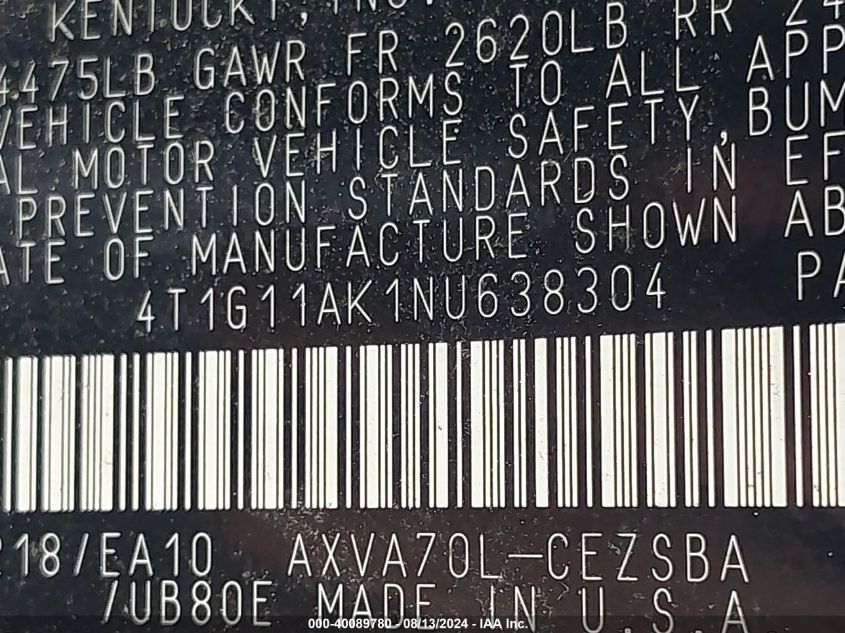 KENTUCKY, INC.
4475LB GAWR FR 2620LB RR 24
VEHICLE CONFORMS TO ALL APP
AL MOTOR VEHICLE SAFETY, BUM
PREVENTION STANDARDS IN EF
ATE OF MANUFACTURE SHOWN AB
4T1G11AK1NU638304 PA
218/EA10 AXVA70L-CEZSBA
/UB80E MADE IN U.S.A
000-40089780 - 08/13/2024 - IAA Inc.